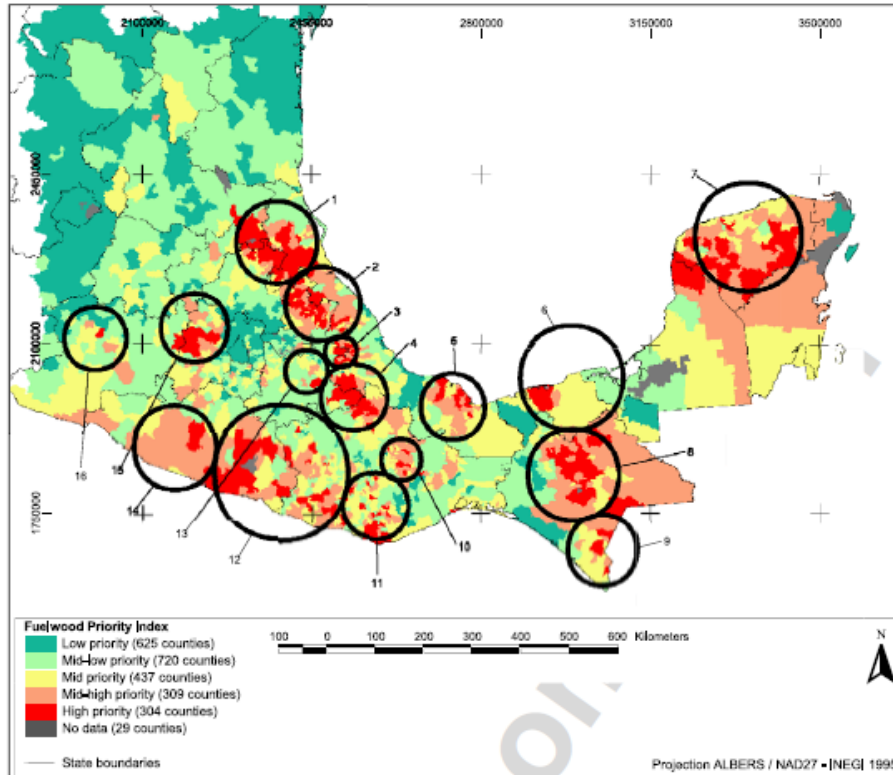 2100000 2450000 2800000 3150000 3500000
2450000
7
1
2
3
6
2100000
4
5
16
15
8
14
13
1750000
12
11
10
9
Fuelwood Priority Index
Low priority (625 counties)
Mid-low priority (720 counties)
Mid priority (437 counties)
Mid-high priority (309 counties)
High priority (304 counties)
No data (29 counties)
State boundaries
100 0 100 200 300 400 500 600 Kilometers
N
Projection ALBERS / NAD27 - INEGI